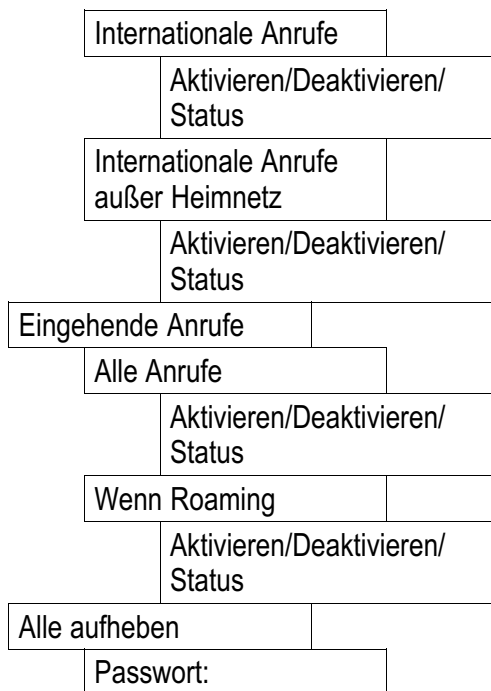 Internationale Anrufe
Aktivieren/Deaktivieren/
Status
Internationale Anrufe
außer Heimnetz
Aktivieren/Deaktivieren/
Status
Eingehende Anrufe
Alle Anrufe
Aktivieren/Deaktivieren/
Status
Wenn Roaming
Aktivieren/Deaktivieren/
Status
Alle aufheben
Passwort: